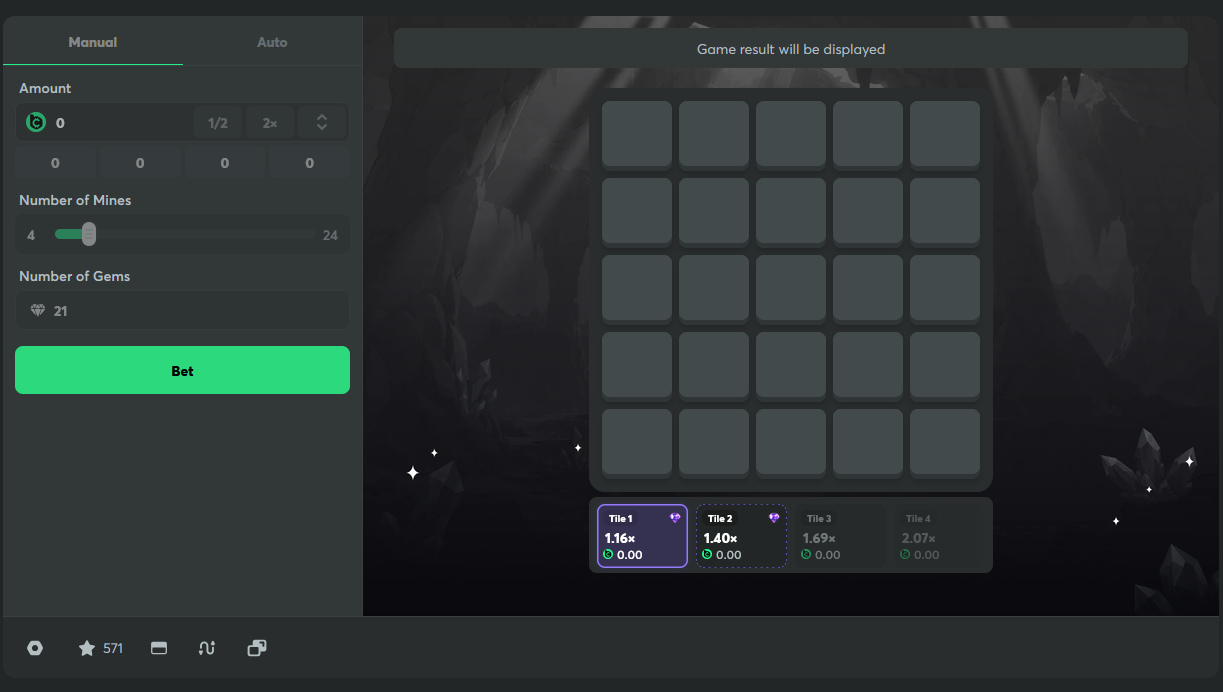 Manual Auto
Game result will be displayed
Amount
0 1/2 2×
0 0 0 0
Number of Mines
4 24
Number of Gems
21
Bet
Tile 1 Tile 2 Tile 3 Tile 4
1.16× 1.40× 1.69× 2.07×
0.00 0.00 0.00 0.00
571